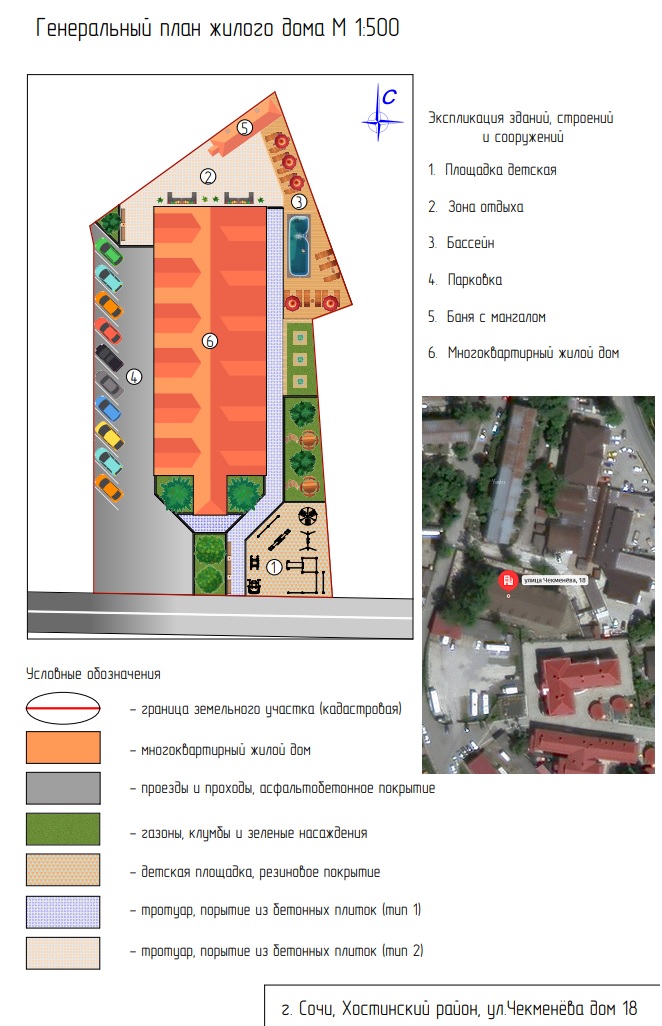 Генеральный план жилого дома М 1:500
С
5
2
3
6
4
1
Экспликация зданий, строений
и сооружений
1. Площадка детская
2. Зона отдыха
3. Бассейн
4. Парковка
5. Баня с мангалом
6. Многоквартирный жилой дом
улица Чекменёва, 18
Условные обозначения
– граница земельного участка (кадастровая)
– многоквартирный жилой дом
– проезды и проходы, асфальтобетонное покрытие
– газоны, клумбы и зеленые насаждения
– детская площадка, резиновое покрытие
– тротуар, порытие из бетонных плиток (тип 1)
– тротуар, порытие из бетонных плиток (тип 2)
г. Сочи, Хостинский район, ул.Чекменёва дом 18